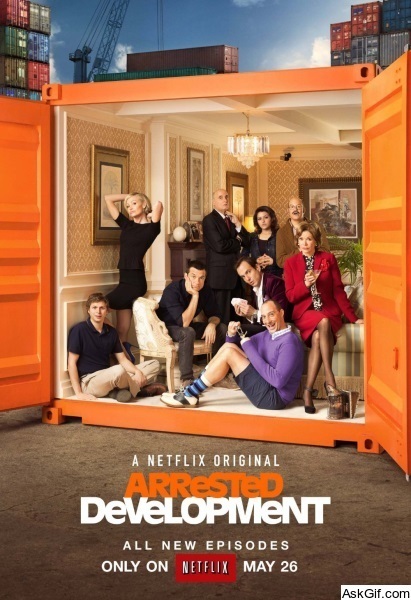 A NETFLIX ORIGINAL
ARReSTeD
DeVeLOPMeNT
ALL NEW EPISODES
ONLY ON NETFLIX MAY 26
AskGif.com